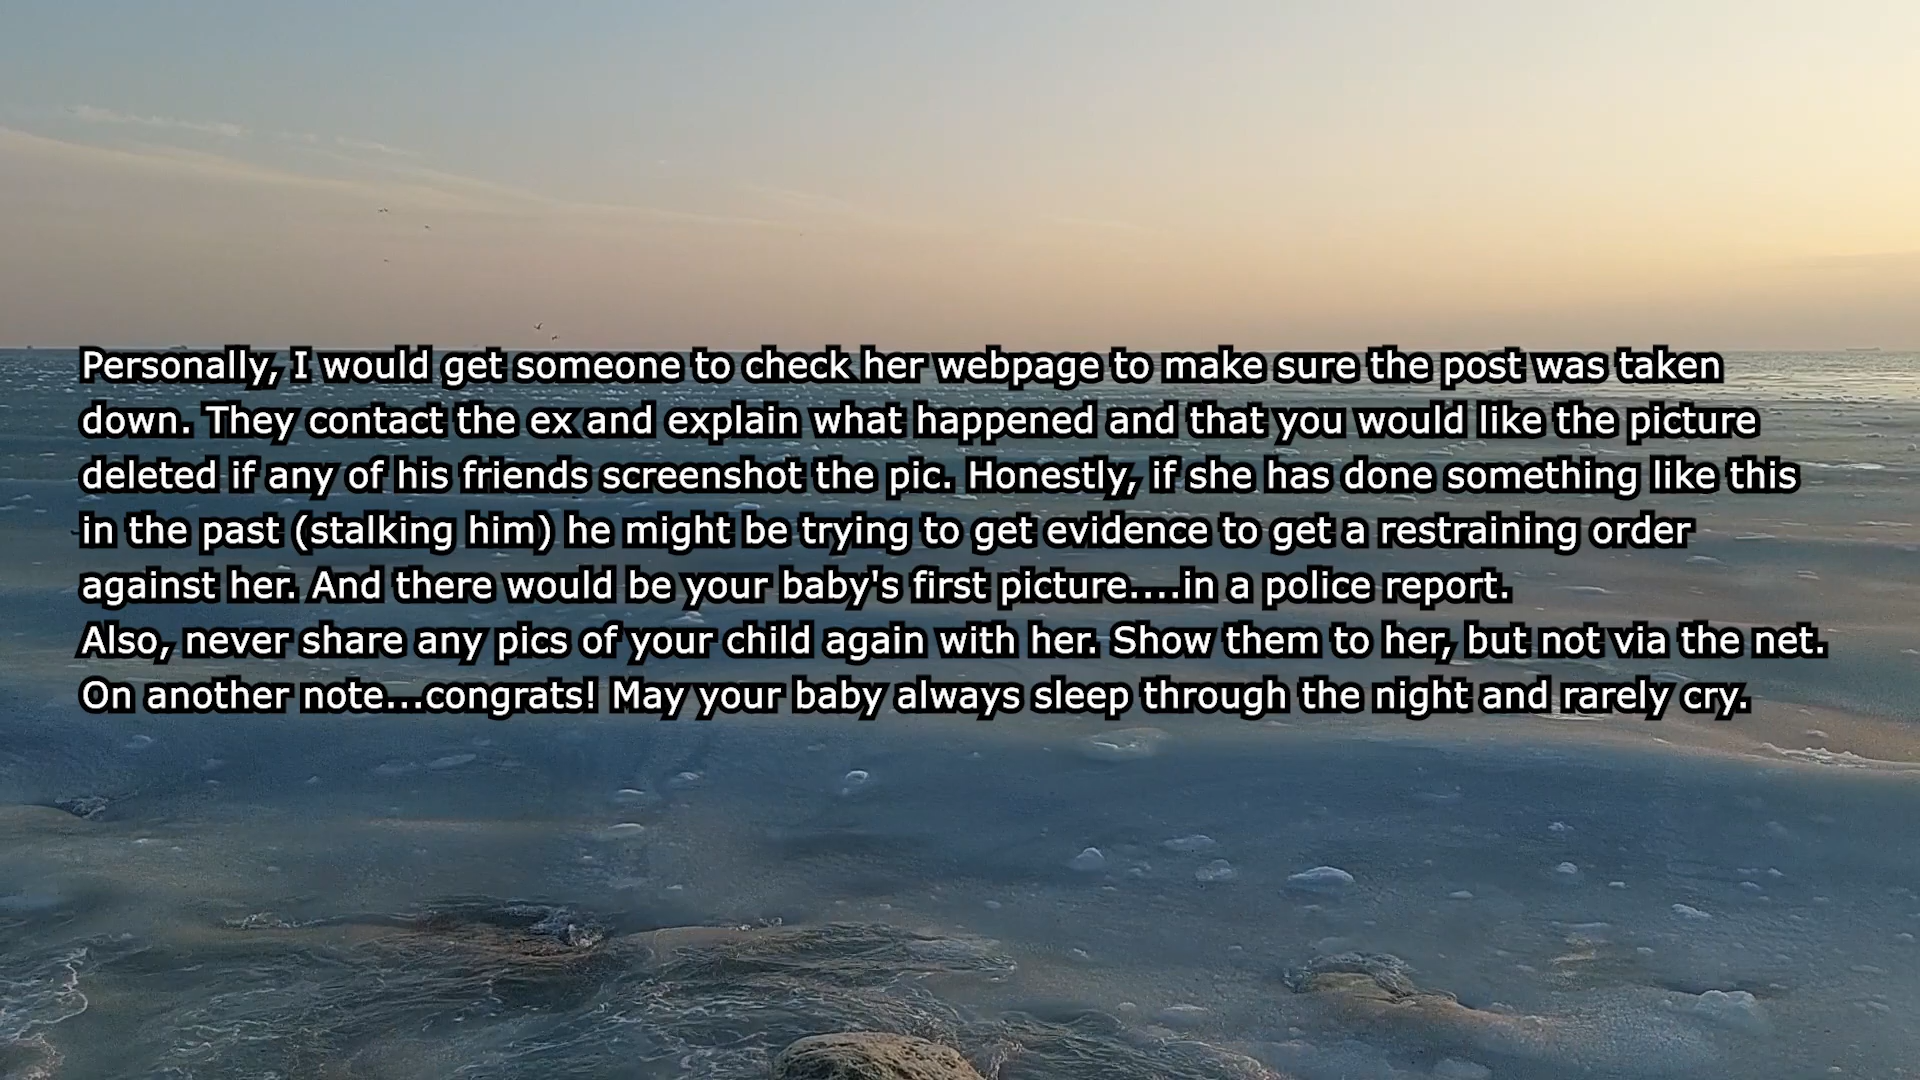 Personally, I would get someone to check her webpage to make sure the post was taken
down. They contact the ex and explain what happened and that you would like the picture
deleted if any of his friends screenshot the pic. Honestly, if she has done something like this
in the past (stalking him) he might be trying to get evidence to get a restraining order
against her. And there would be your baby's first picture....in a police report.
Also, never share any pics of your child again with her. Show them to her, but not via the net.
On another note...congrats! May your baby always sleep through the night and rarely cry.